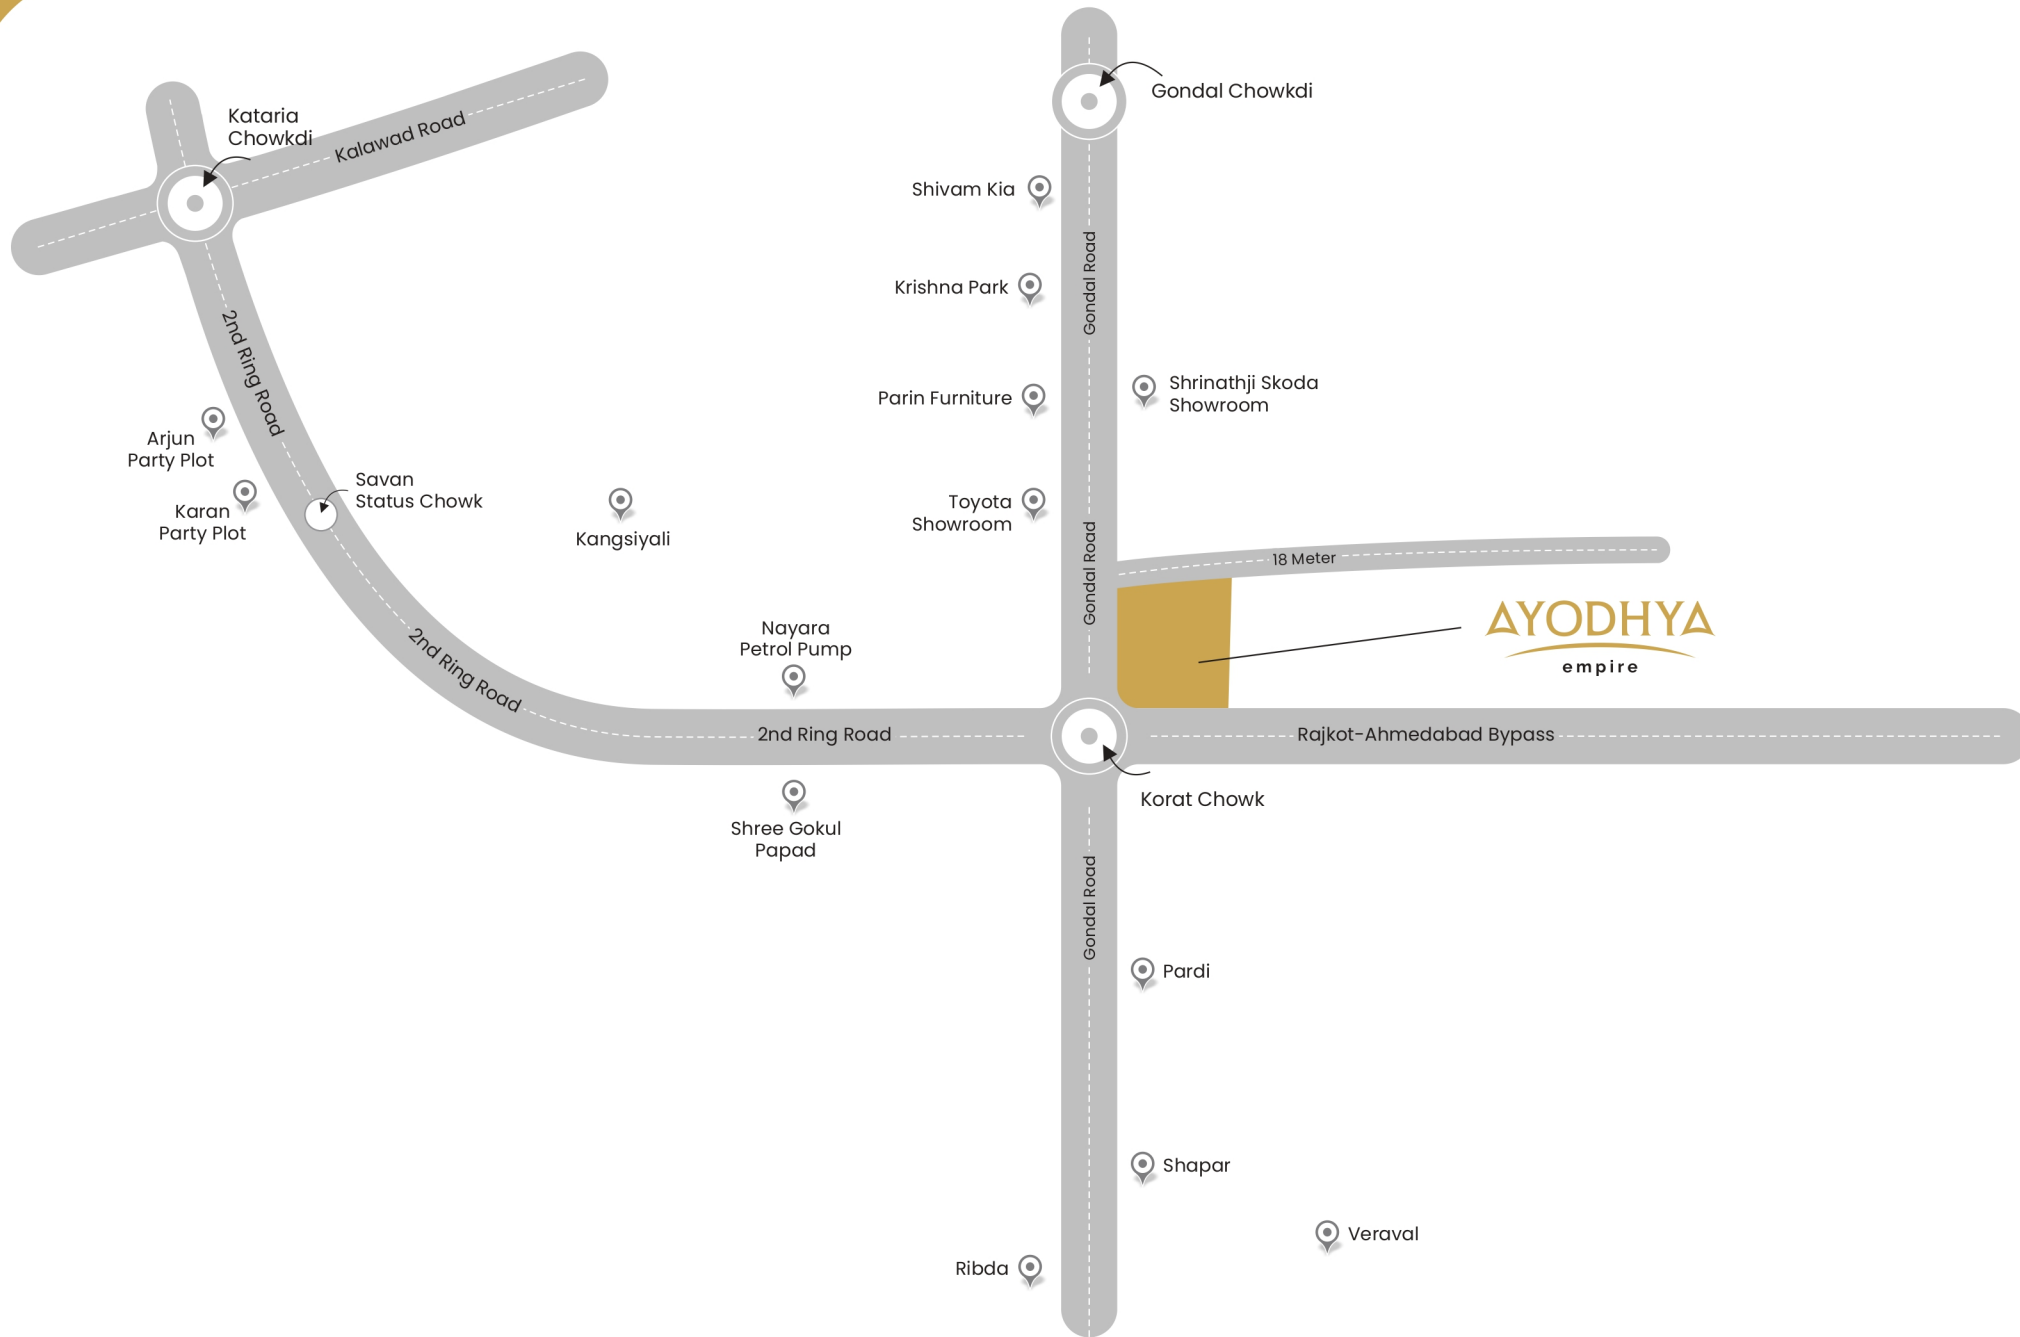 Gondal Chowkdi
Kataria
Chowkdi
Kalawad Road
Shivam Kia
Gondal Road
Krishna Park
2nd Ring Road
Parin Furniture
Shrinathji Skoda
Showroom
Arjun
Party Plot
Savan
Status Chowk
Karan
Party Plot
Kangsiyali
Toyota
Showroom
Gondal Road
18 Meter
AYODHYA
empire
Nayara
Petrol Pump
2nd Ring Road
2nd Ring Road
Rajkot-Ahmedabad Bypass
Korat Chowk
Shree Gokul
Papad
Gondal Road
Pardi
Shapar
Veraval
Ribda